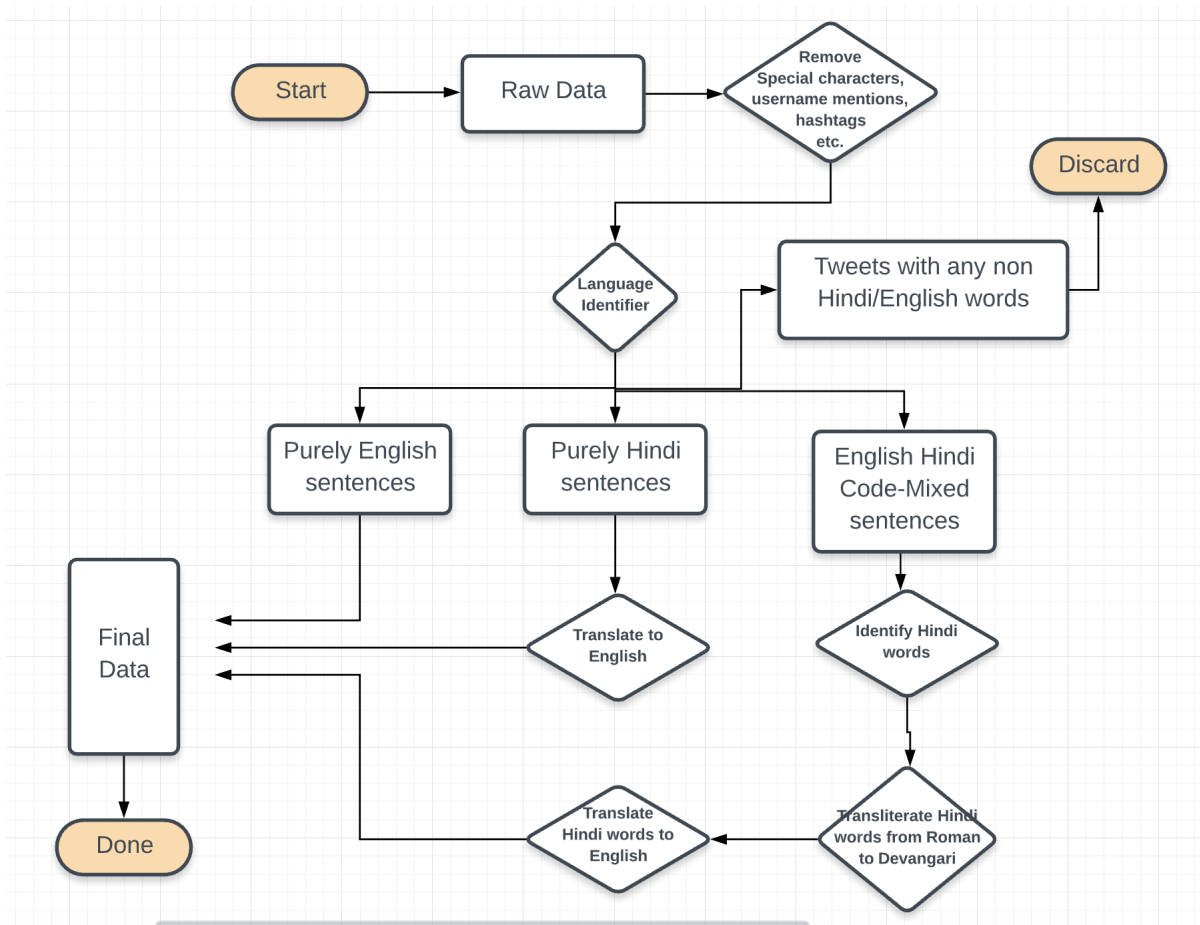 Start
Raw Data
Remove
Special characters,
username mentions,
hashtags
etc.
Discard
Language
Identifier
Tweets with any non
Hindi/English words
Purely English
sentences
Purely Hindi
sentences
English Hindi
Code-Mixed
sentences
Final
Data
Translate to
English
Identify Hindi
words
Translate
Hindi words to
English
Transliterate Hindi
words from Roman
to Devangari
Done